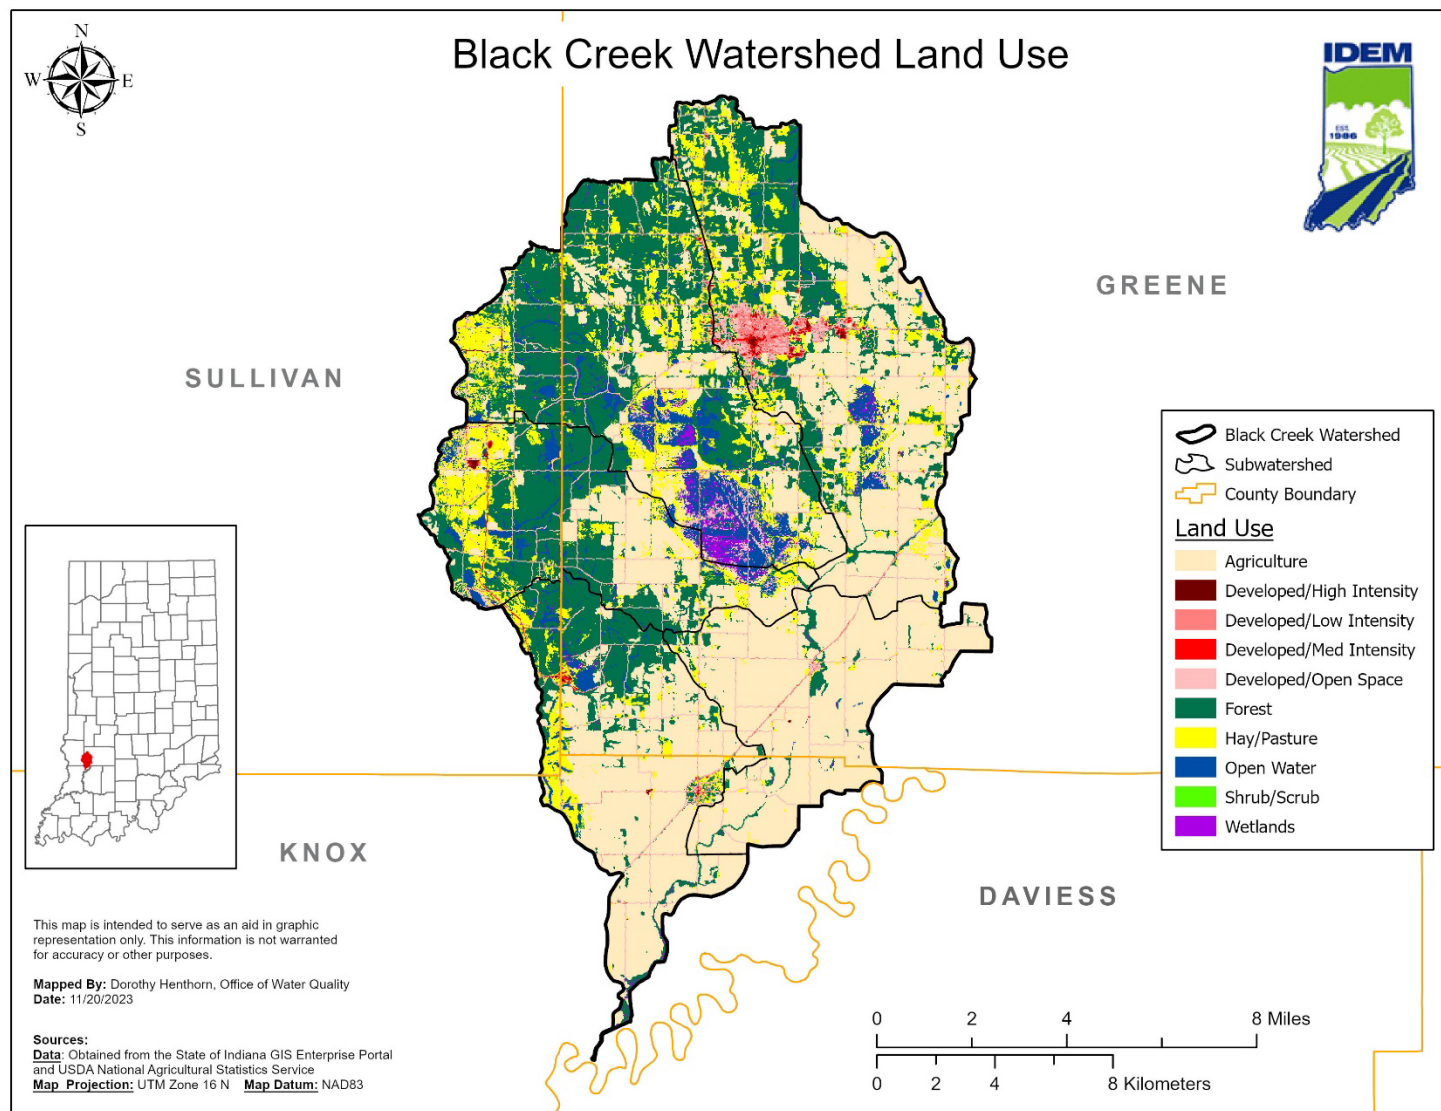 Black Creek Watershed Land Use
N
W
E
S
IDEM
EST.
1986
GREENE
SULLIVAN
KNOX
DAVIESS
Black Creek Watershed
Subwatershed
County Boundary
Land Use
Agriculture
Developed/High Intensity
Developed/Low Intensity
Developed/Med Intensity
Developed/Open Space
Forest
Hay/Pasture
Open Water
Shrub/Scrub
Wetlands
This map is intended to serve as an aid in graphic
representation only. This information is not warranted
for accuracy or other purposes.
Mapped By: Dorothy Henthorn, Office of Water Quality
Date: 11/20/2023
Sources:
Data: Obtained from the State of Indiana GIS Enterprise Portal
and USDA National Agricultural Statistics Service
Map Projection: UTM Zone 16 N Map Datum: NAD83
0 2 4 8 Miles
0 2 4 8 Kilometers